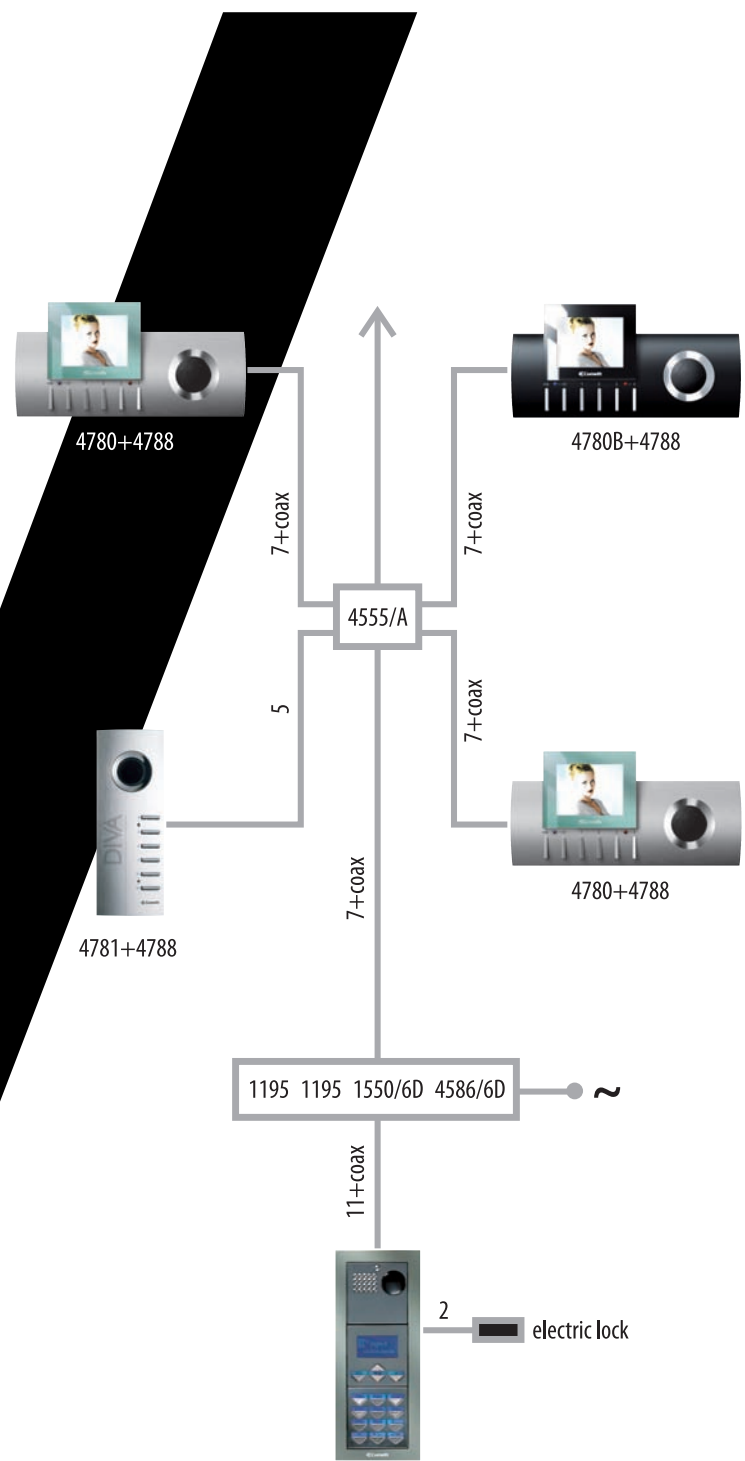 4780+4788
4780B+4788
7+coax
7+coax
4555/A
5
7+coax
DIVA
4781+4788
4780+4788
7+coax
1195 1195 1550/6D 4586/6D ~
11+coax
2
electric lock